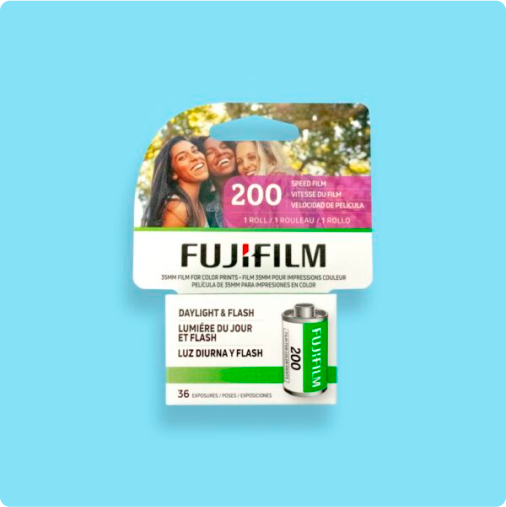 200
SPEED FILM
VITESSE DU FILM
VELOCIDAD DE PELÍCULA
1 ROLL / 1 ROULEAU / 1 ROLLO
FUJIFILM
35MM FILM FOR COLOR PRINTS • FILM 35MM POUR IMPRESSIONS COULEUR
PELÍCULA DE 35MM PARA IMPRESIONES EN COLOR
DAYLIGHT & FLASH
LUMIÉRE DU JOUR
ET FLASH
LUZ DIURNA Y FLASH
36 EXPOSURES / POSES / EXPOSICIONES
FUJIFILM
200